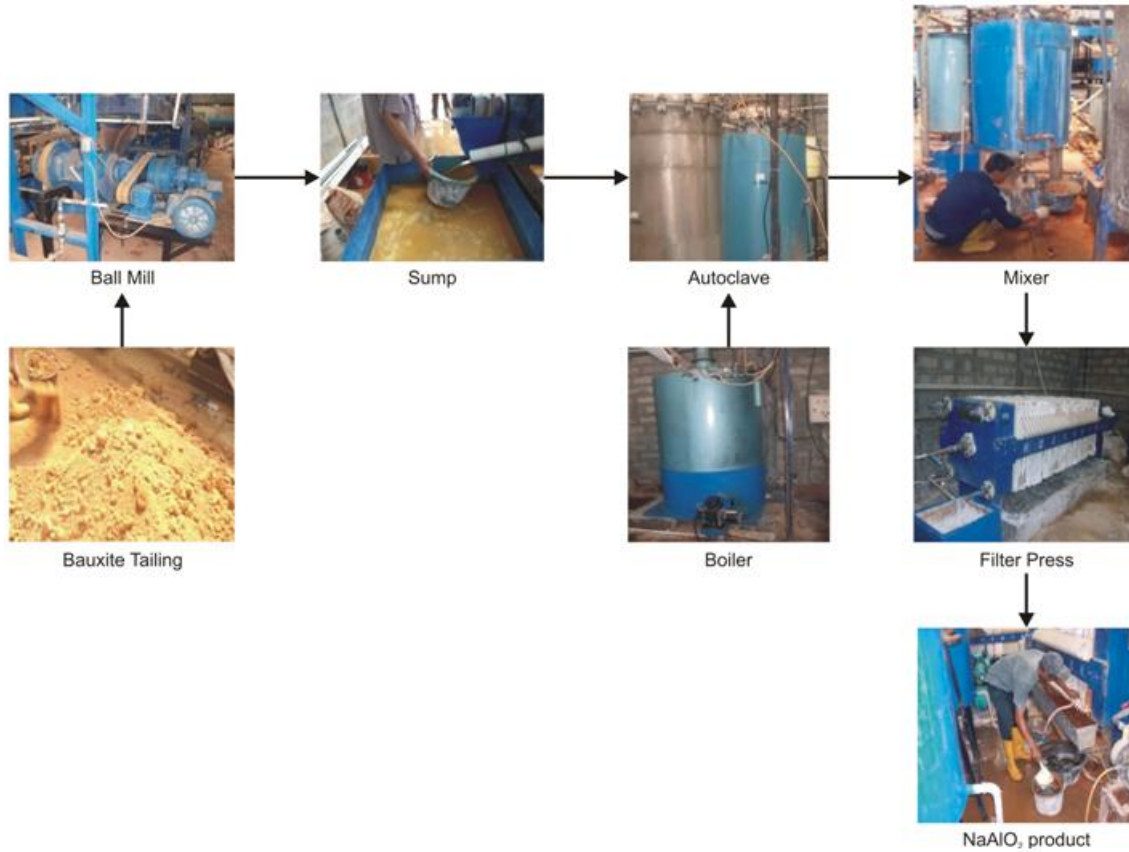 Ball Mill
Sump
Autoclave
Mixer
Bauxite Tailing
Boiler
Filter Press
NaAlO₂ product